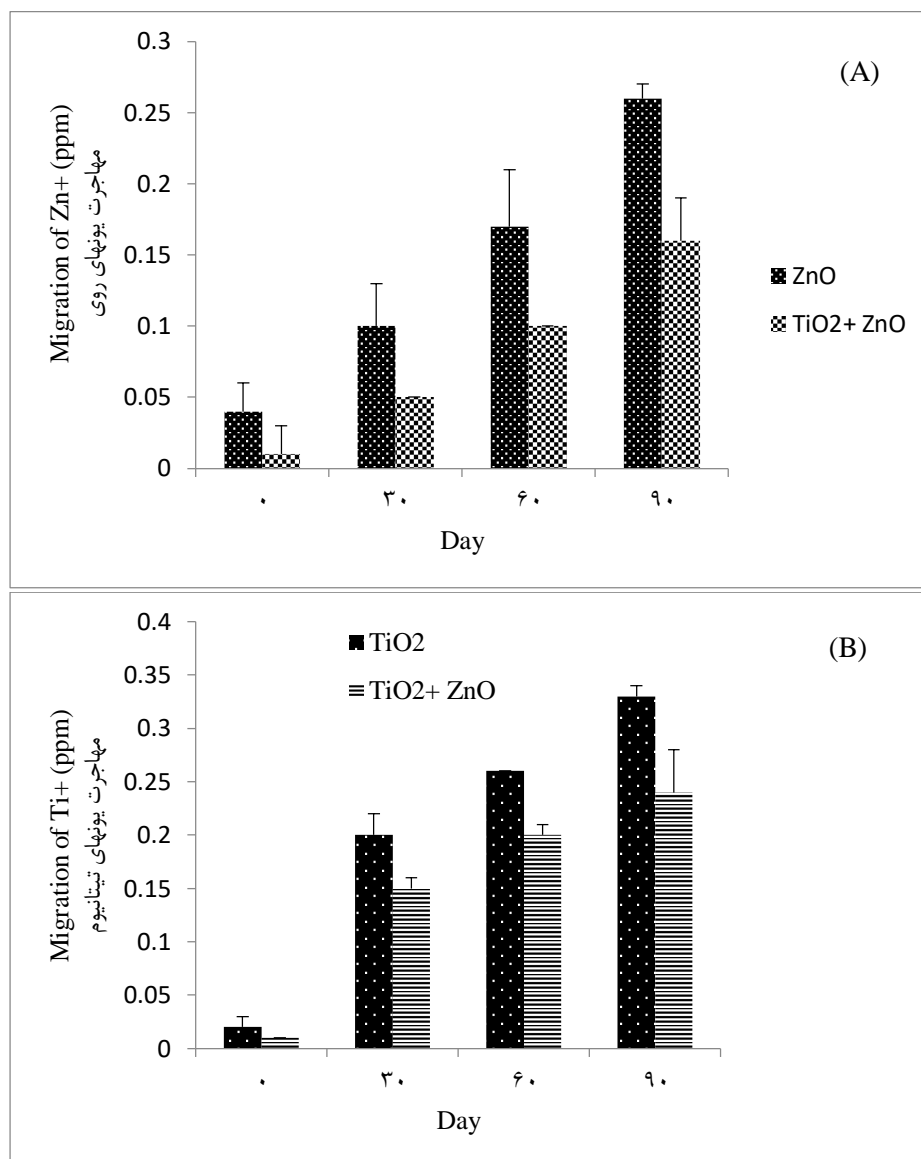 (A)
Migration of Zn+ (ppm)
مهاجرت یونهای روی
0.3
0.25
0.2
0.15
0.1
0.05
0
۰ ۳۰ ۶۰ ۹۰
Day
ZnO
TiO2+ ZnO
(B)
Migration of Ti+ (ppm)
مهاجرت یونهای تیتانیوم
0.4
0.35
0.3
0.25
0.2
0.15
0.1
0.05
0
۰ ۳۰ ۶۰ ۹۰
Day
TiO2
TiO2+ ZnO